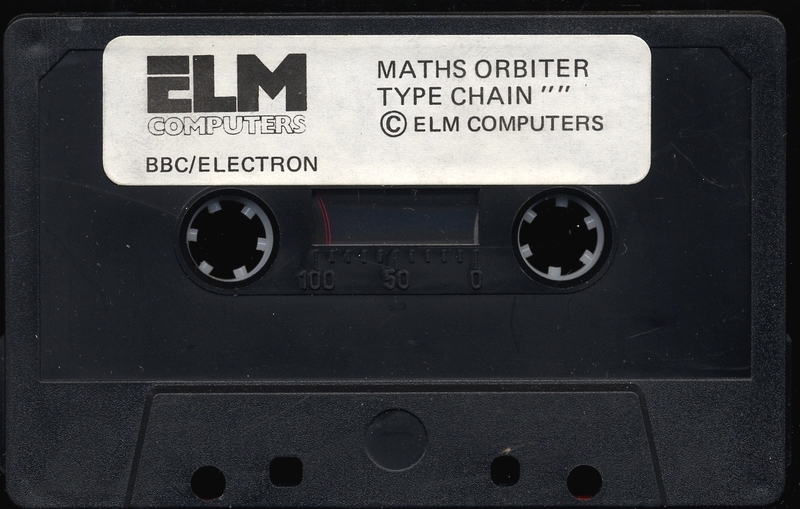 ELM
COMPUTERS
BBC/ELECTRON
MATHS ORBITER
TYPE CHAIN ""
© ELM COMPUTERS
100 50 0